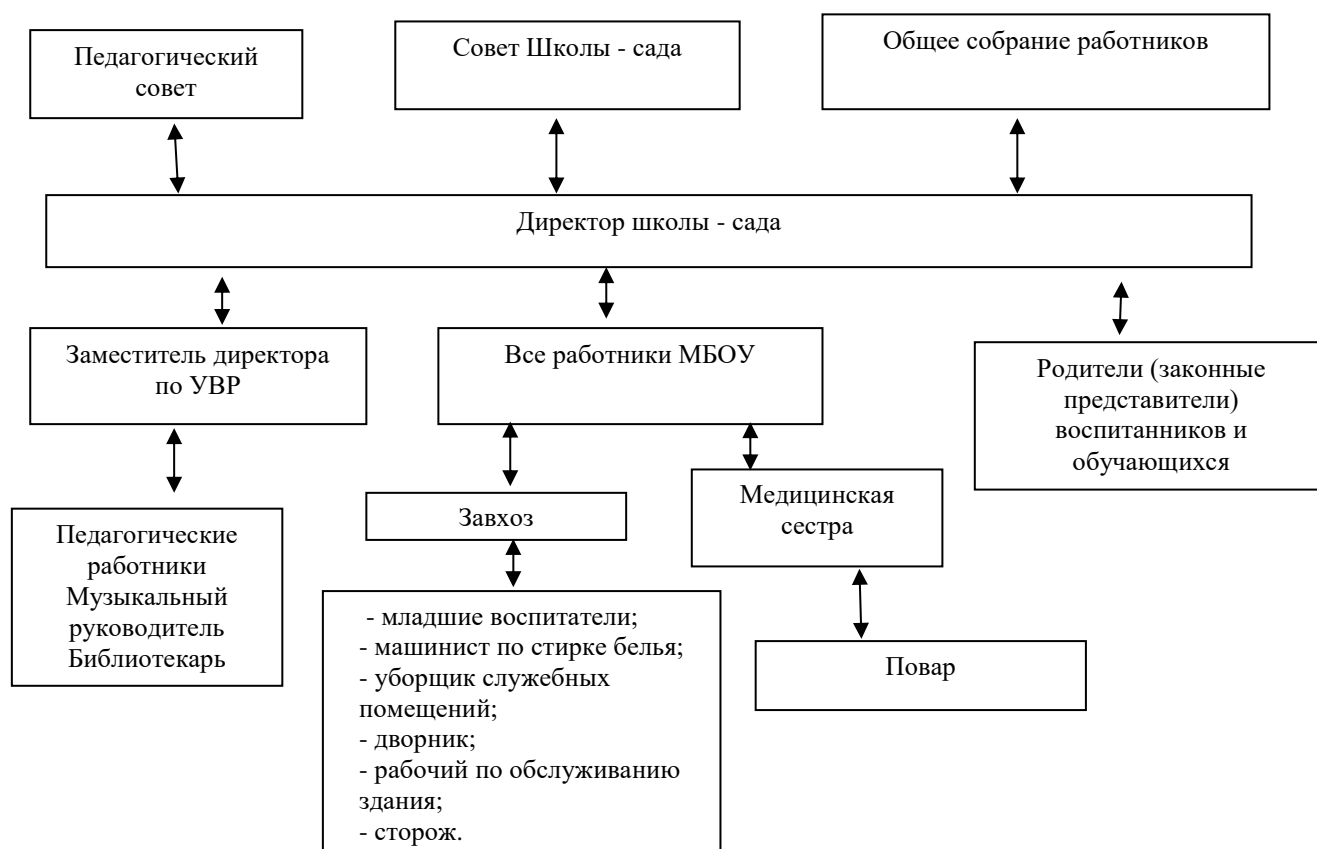 Педагогический
совет
Совет Школы - сада
Общее собрание работников
Директор школы - сада
Заместитель директора
по УВР
Все работники МБОУ
Родители (законные
представители)
воспитанников и
обучающихся
Педагогические
работники
Музыкальный
руководитель
Библиотекарь
Завхоз
Медицинская
сестра
- младшие воспитатели;
- машинист по стирке белья;
- уборщик служебных
помещений;
- дворник;
- рабочий по обслуживанию
здания;
- сторож.
Повар